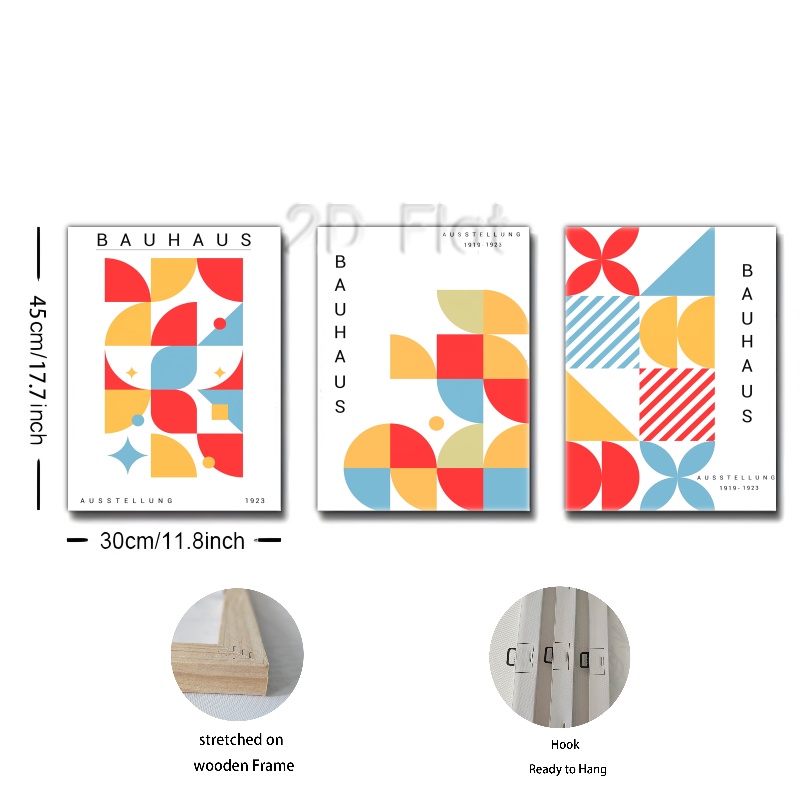 2D Flat
BAUHAUS
AUSSTELLUNG
1923
BAUHAUS
AUSSTELLUNG
1919-1923
BAUHAUS
AUSSTELLUNG
1919-1923
45cm/17.7inch
30cm/11.8inch
stretched on
wooden Frame
Hook
Ready to Hang